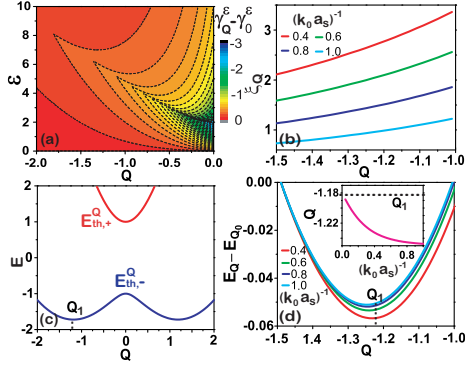 ε
8
6
4
2
0
-2.0
-1.5
-1.0
-0.5
0.0
Q
(a)
γ_Q^ε-γ_0^ε
-3
-2
-1
0
1
ξ_Q
3
2
1
(k_0 a_s)^-1
0.4
0.6
0.8
1.0
-1.5
-1.4
-1.3
-1.2
-1.1
-1.0
Q
(b)
E
2
1
0
-1
-2
E_th,+^Q
E_th,-^Q
Q_1
(c)
-2
-1
0
1
2
Q
E_Q - E_Q_0
0.00
-0.02
-0.04
-0.06
Q
-1.18
-1.22
Q_1
0.0
0.4
0.8
(k_0 a_s)^-1
0.4
0.6
0.8
1.0
(k_0 a_s)^-1
Q_1
(d)
-1.5
-1.4
-1.3
-1.2
-1.1
-1.0
Q